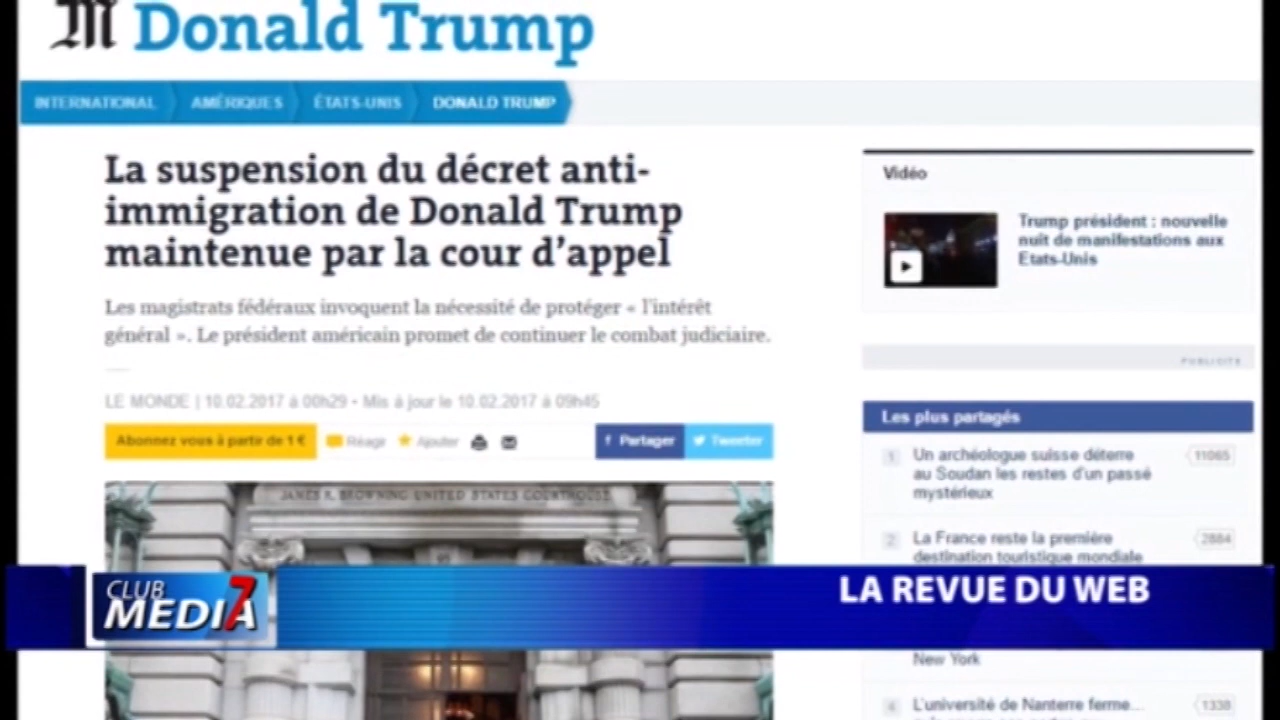 M Donald Trump
INTERNATIONAL AMÉRIQUES ÉTATS-UNIS DONALD TRUMP
La suspension du décret anti-
immigration de Donald Trump
maintenue par la cour d'appel
Les magistrats fédéraux invoquent la nécessité de protéger « l'intérêt
général ». Le président américain promet de continuer le combat judiciaire.
LE MONDE | 10.02.2017 à 00h29 • Mis à jour le 10.02.2017 à 09h45
Abonnez vous à partir de 1 € Réagir Ajouter f Partager Tweeter
JAMES R. BROWNING UNITED STATES COURTHOUSE
Vidéo
Trump président : nouvelle
nuit de manifestations aux
Etats-Unis
PUBLICITÉ
Les plus partagés
1 Un archéologue suisse déterre 11065
au Soudan les restes d'un passé
mystérieux
2 La France reste la première 2884
destination touristique mondiale
CLUB
MEDIA 7
LA REVUE DU WEB
New York
4 L'université de Nanterre ferme... 1338